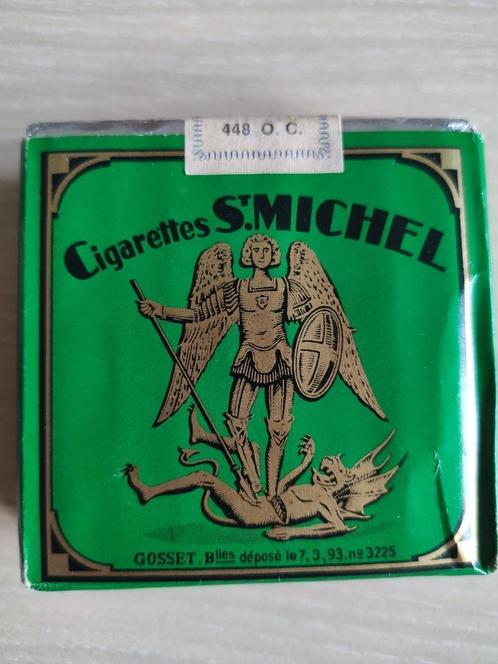 448 O. C.
Cigarettes ST. MICHEL
GOSSET. Blles déposé le 7,3,93. no 3225